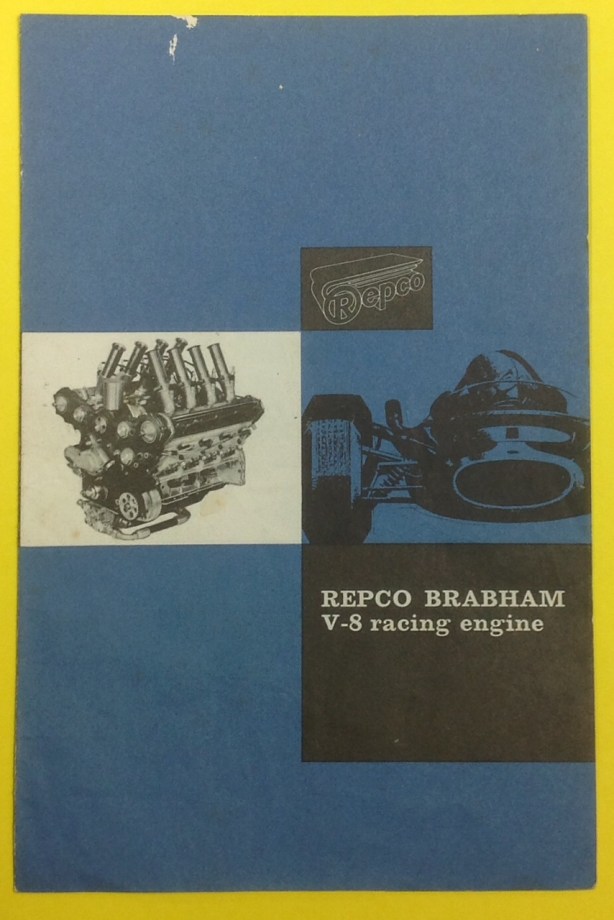 Repco
REPCO BRABHAM
V-8 racing engine